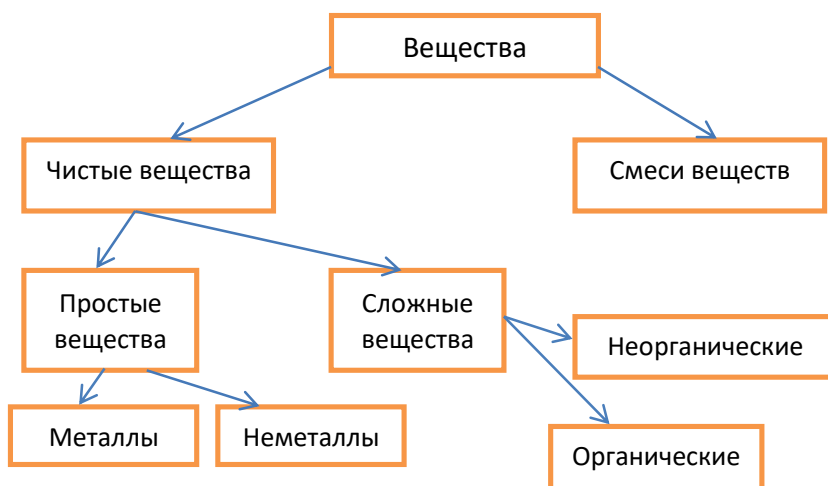 Вещества
Чистые вещества
Смеси веществ
Простые
вещества
Сложные
вещества
Неорганические
Металлы
Неметаллы
Органические